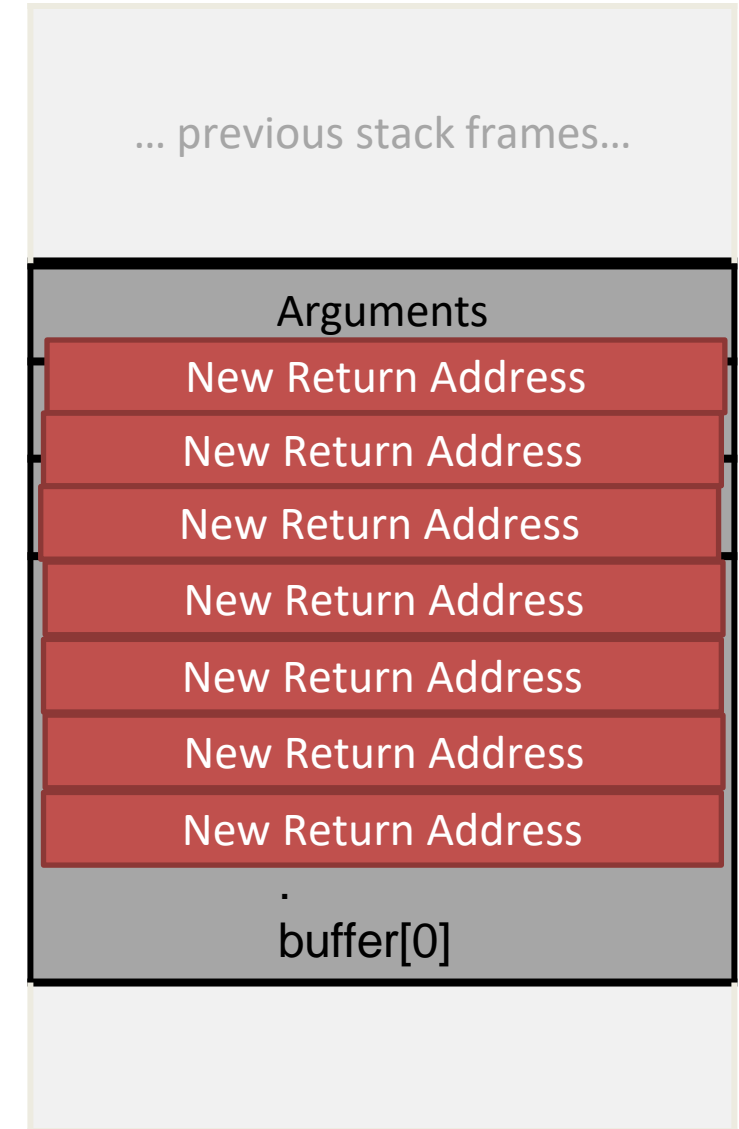 ... previous stack frames...
Arguments
New Return Address
New Return Address
New Return Address
New Return Address
New Return Address
New Return Address
New Return Address
.
buffer[0]